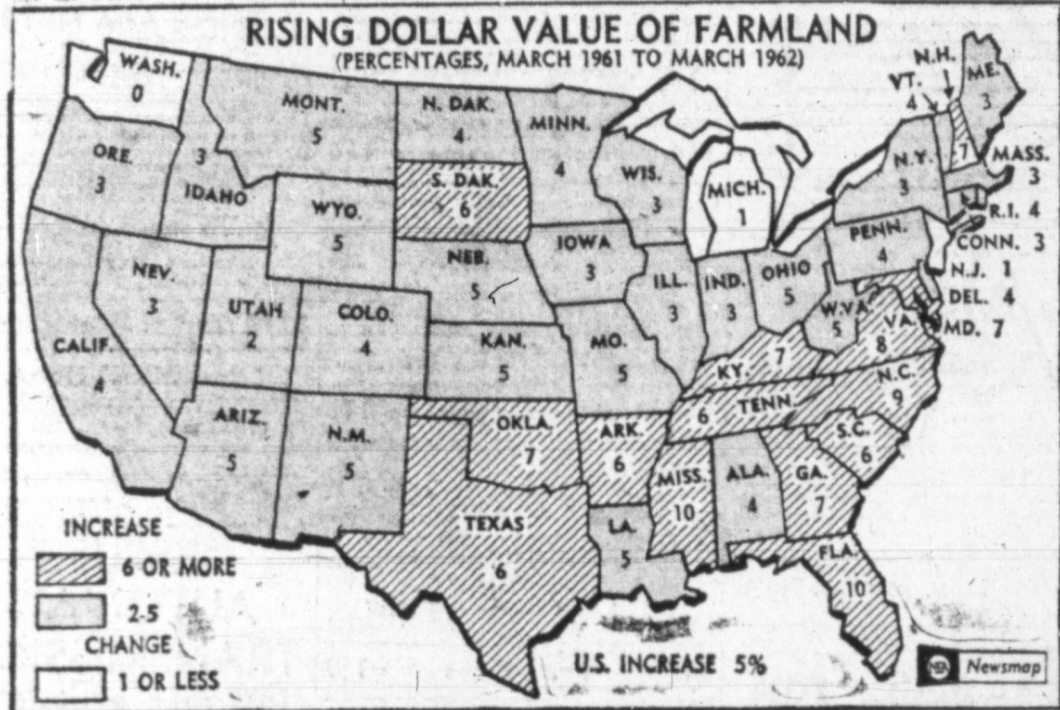 RISING DOLLAR VALUE OF FARMLAND
(PERCENTAGES, MARCH 1961 TO MARCH 1962)
WASH.
0
ORE.
3
3
IDAHO
MONT.
5
WYO.
5
N. DAK.
4
S. DAK.
6
NEB.
5
MINN.
4
WIS.
3
IOWA
3
MICH.
1
N.H.
VT.
4
7
ME.
3
MASS.
3
N.Y.
3
R.I. 4
CONN. 3
PENN.
4
N.J. 1
DEL. 4
MD. 7
CALIF.
4
NEV.
3
UTAH
2
COLO.
4
KAN.
5
MO.
5
ILL.
3
IND.
3
OHIO
5
W.VA.
5
VA.
8
KY. 7
6 TENN.
N.C.
9
S.C.
6
ARIZ.
5
N.M.
5
OKLA.
7
ARK.
6
TEXAS
6
LA.
5
MISS.
10
ALA.
4
GA.
7
FLA.
10
INCREASE
6 OR MORE
2-5
CHANGE
1 OR LESS
U.S. INCREASE 5%
NEA Newsmap